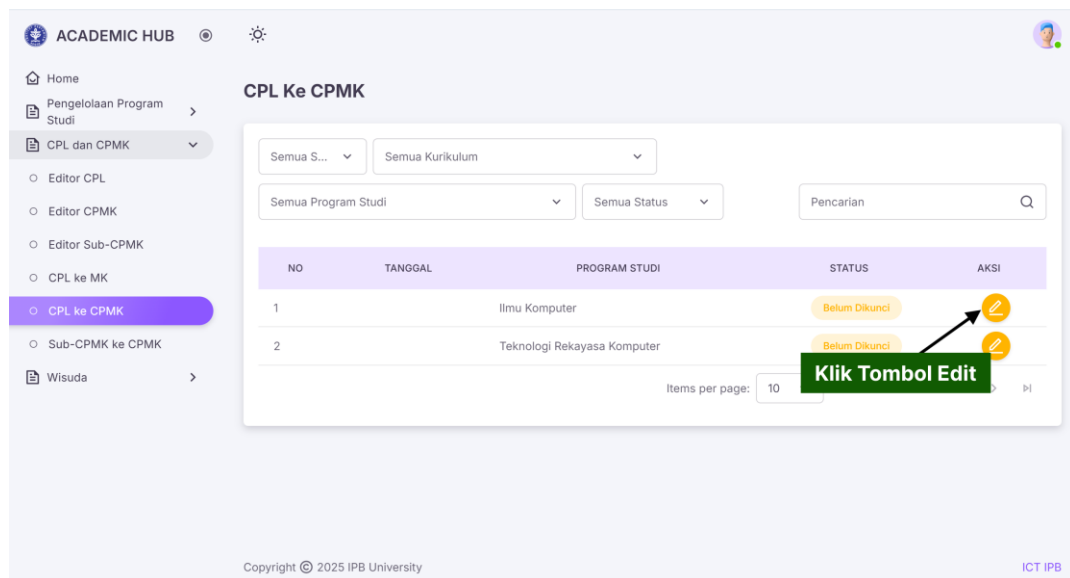 ACADEMIC HUB
Home
Pengelolaan Program
Studi
CPL dan CPMK
Editor CPL
Editor CPMK
Editor Sub-CPMK
CPL ke MK
CPL ke CPMK
Sub-CPMK ke CPMK
Wisuda
CPL Ke CPMK
Semua S... Semua Kurikulum
Semua Program Studi Semua Status Pencarian
NO TANGGAL PROGRAM STUDI STATUS AKSI
1 Ilmu Komputer Belum Dikunci
2 Teknologi Rekayasa Komputer Belum Dikunci
Klik Tombol Edit
Items per page: 10
Copyright © 2025 IPB University
ICT IPB